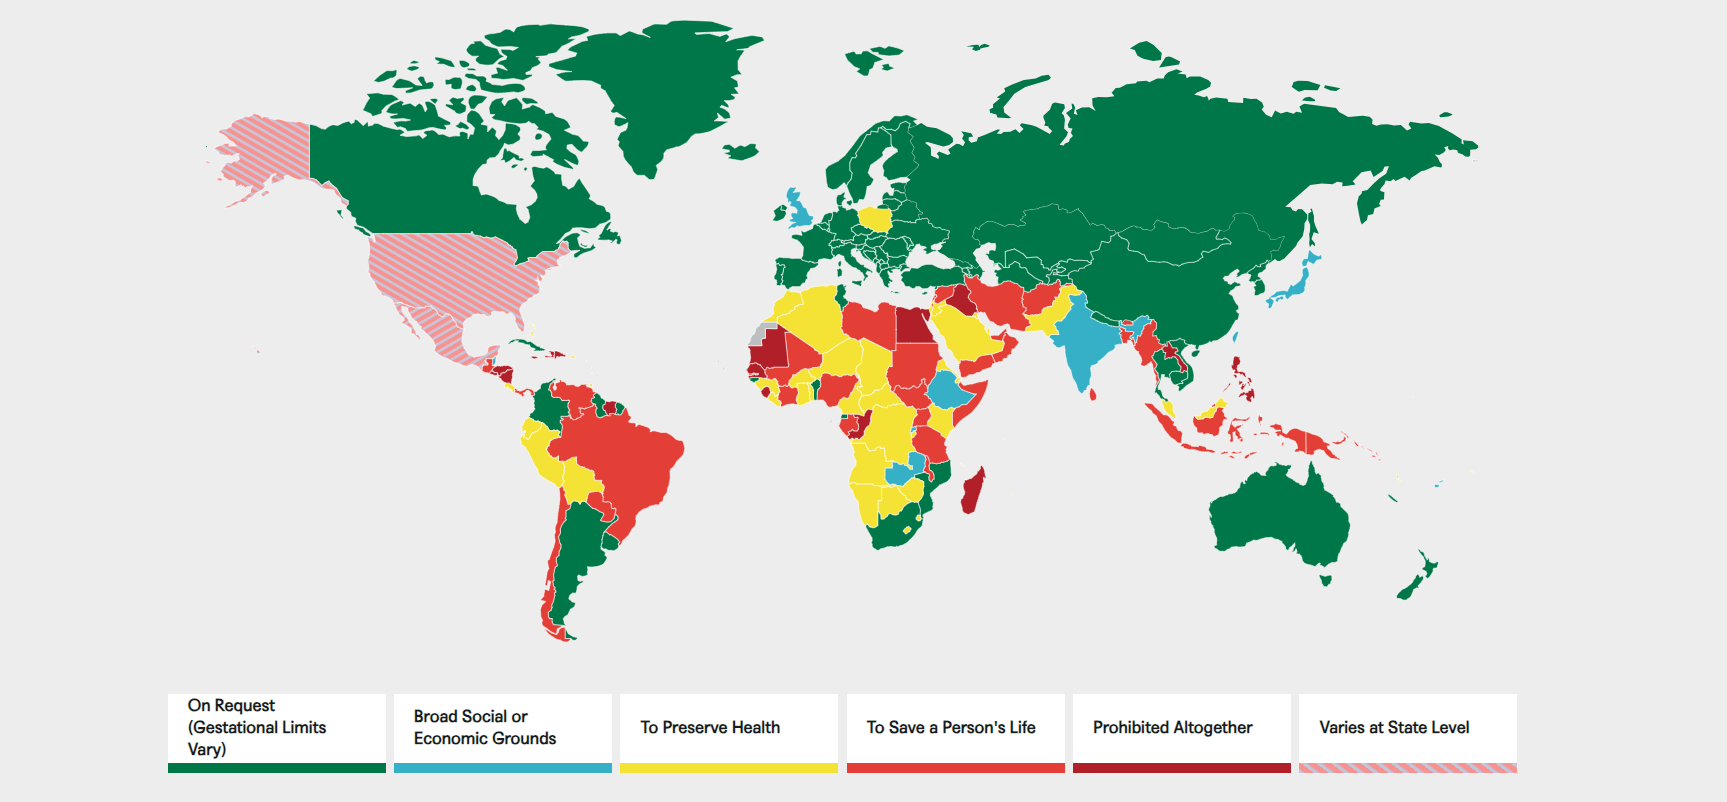 On Request
(Gestational Limits
Vary)
Broad Social or
Economic Grounds
To Preserve Health
To Save a Person's Life
Prohibited Altogether
Varies at State Level